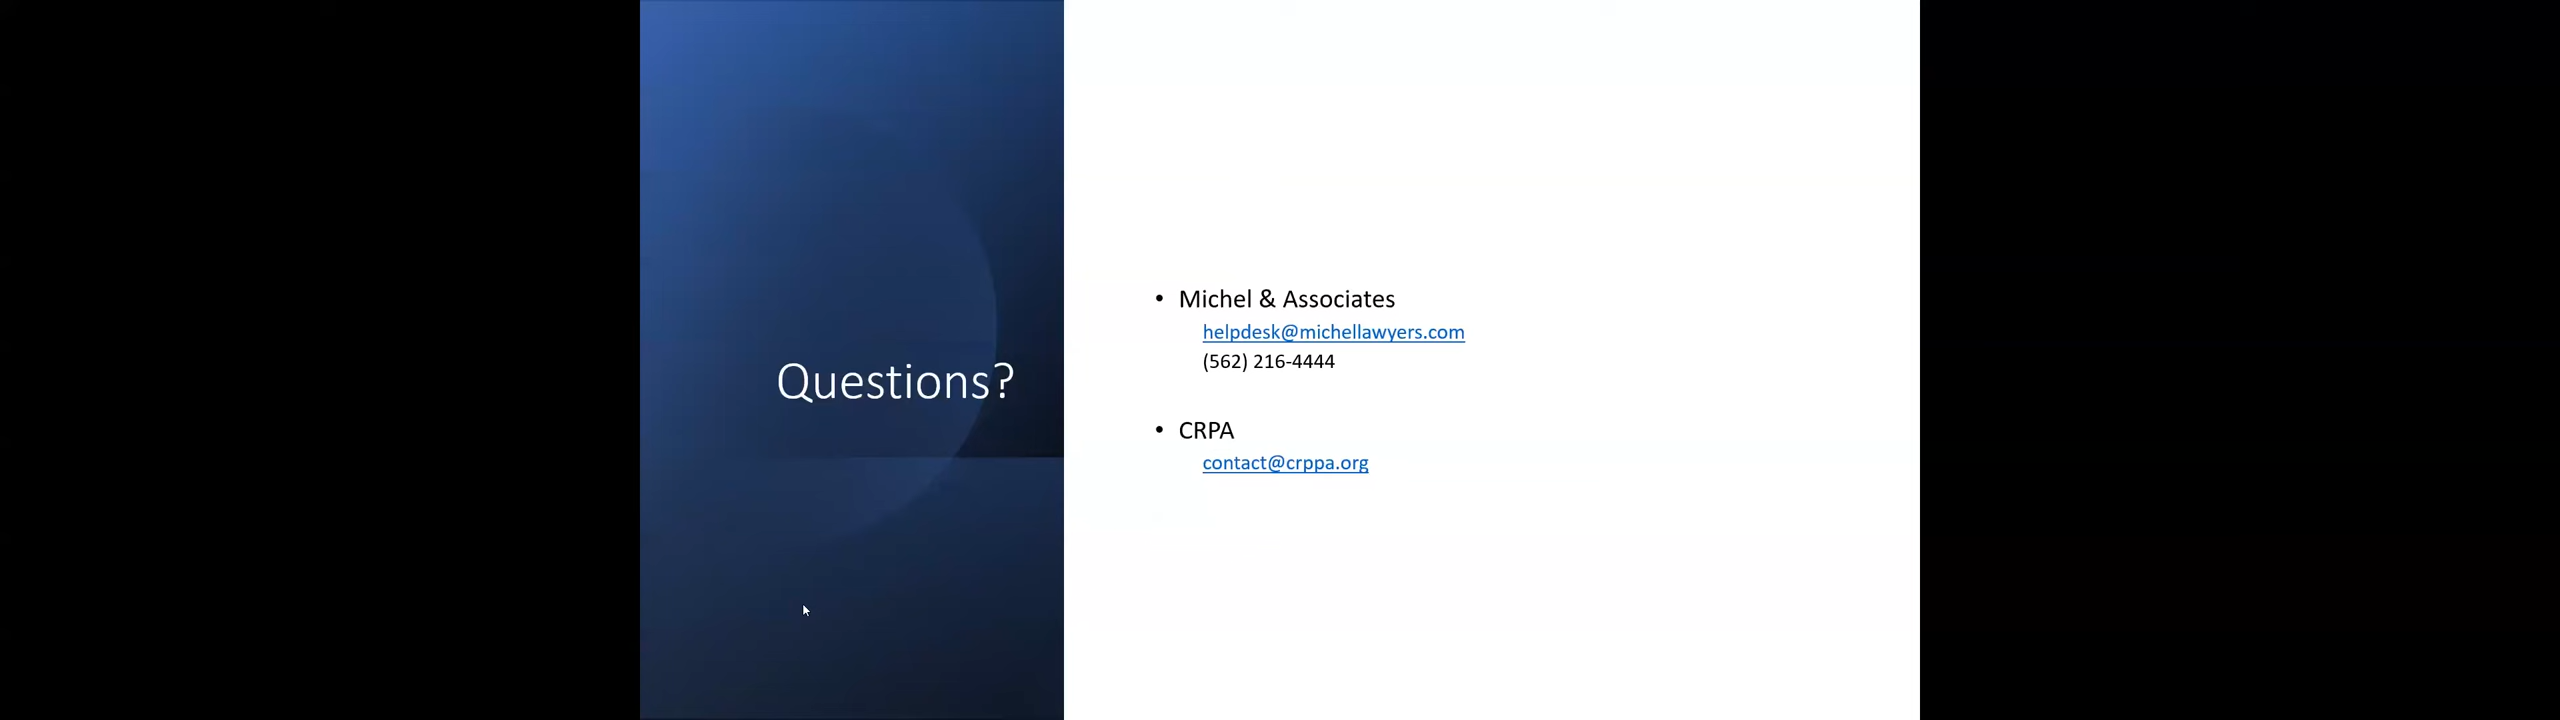 Questions?
• Michel & Associates
helpdesk@michellawyers.com
(562) 216-4444
• CRPA
contact@crppa.org